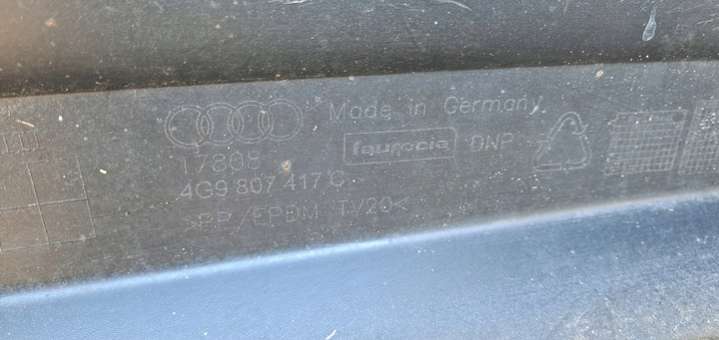 Made in Germany
faurecia DNP
17808
4G9 807 417 C
>PP/EPDM TV20<